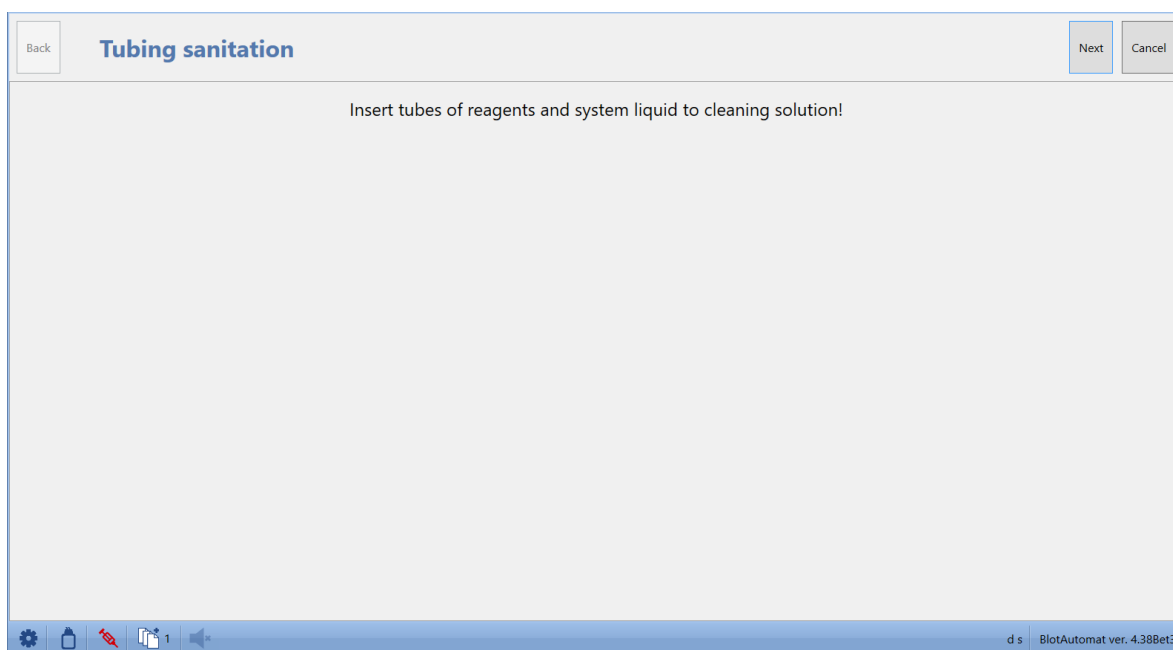 Back
Tubing sanitation
Next
Cancel
Insert tubes of reagents and system liquid to cleaning solution!
1
d s
BlotAutomat ver. 4.38Bet3